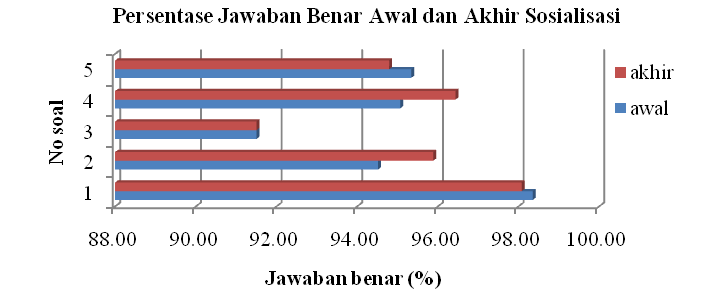 Persentase Jawaban Benar Awal dan Akhir Sosialisasi
No soal
5
4
3
2
1
88.00 90.00 92.00 94.00 96.00 98.00 100.00
Jawaban benar (%)
akhir
awal